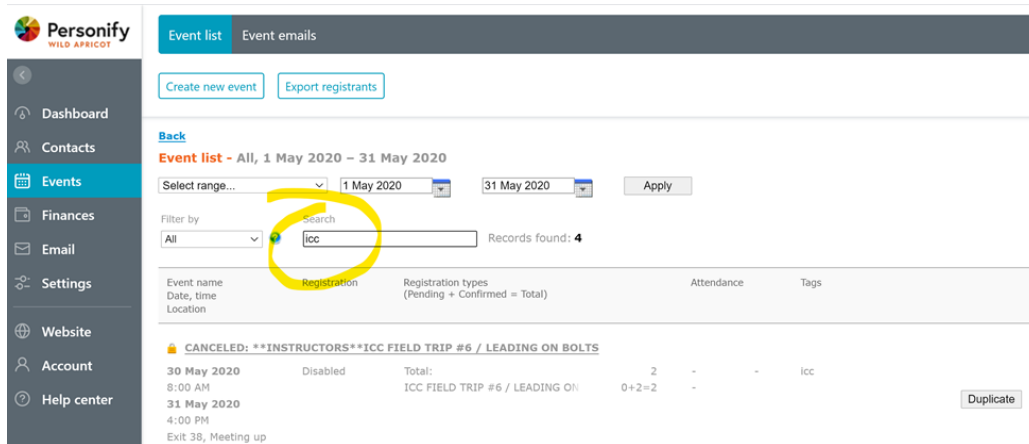 Personify
WILD APRICOT
Event list Event emails
Create new event Export registrants
Dashboard
Contacts
Events
Finances
Email
Settings
Website
Account
Help center
Back
Event list - All, 1 May 2020 – 31 May 2020
Select range... 1 May 2020 31 May 2020 Apply
Filter by Search
All icc Records found: 4
Event name Registration Registration types Attendance Tags
Date, time (Pending + Confirmed = Total)
Location
CANCELED: **INSTRUCTORS**ICC FIELD TRIP #6 / LEADING ON BOLTS
30 May 2020 Disabled Total: 2 - - icc
8:00 AM ICC FIELD TRIP #6 / LEADING ON 0+2=2 -
31 May 2020 Duplicate
4:00 PM
Exit 38, Meeting up